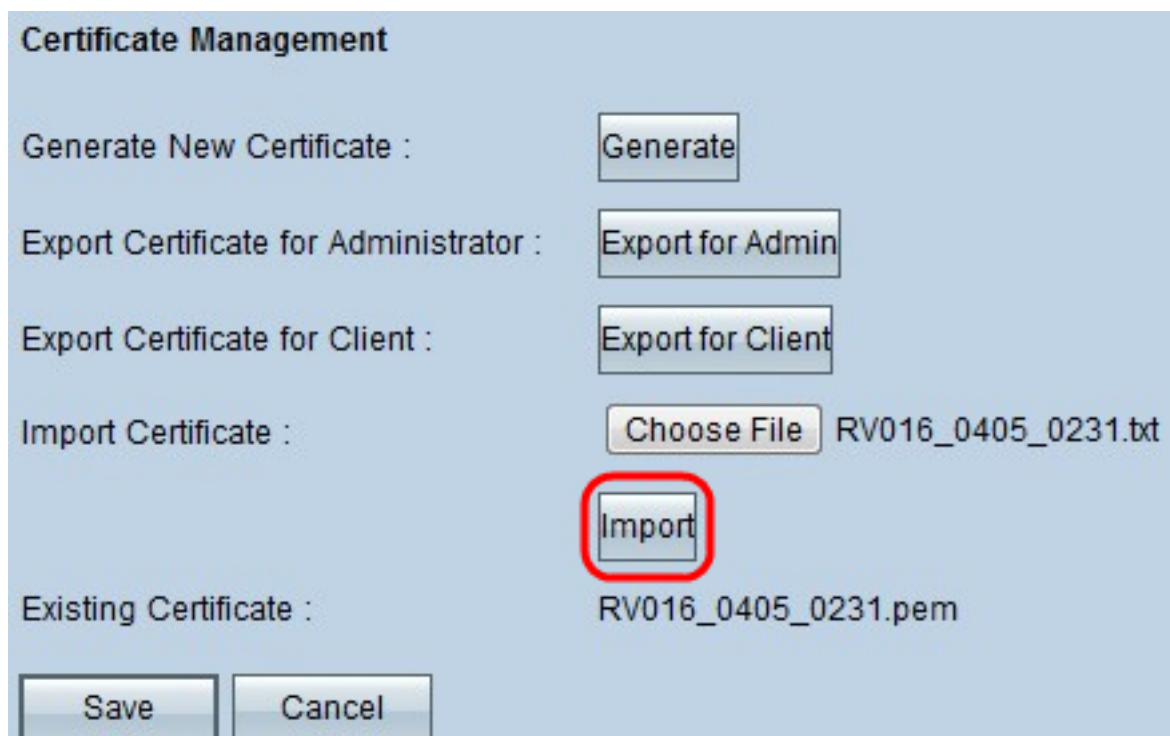 Certificate Management
Generate New Certificate : Generate
Export Certificate for Administrator : Export for Admin
Export Certificate for Client : Export for Client
Import Certificate : Choose File RV016_0405_0231.txt
Import
Existing Certificate : RV016_0405_0231.pem
Save Cancel